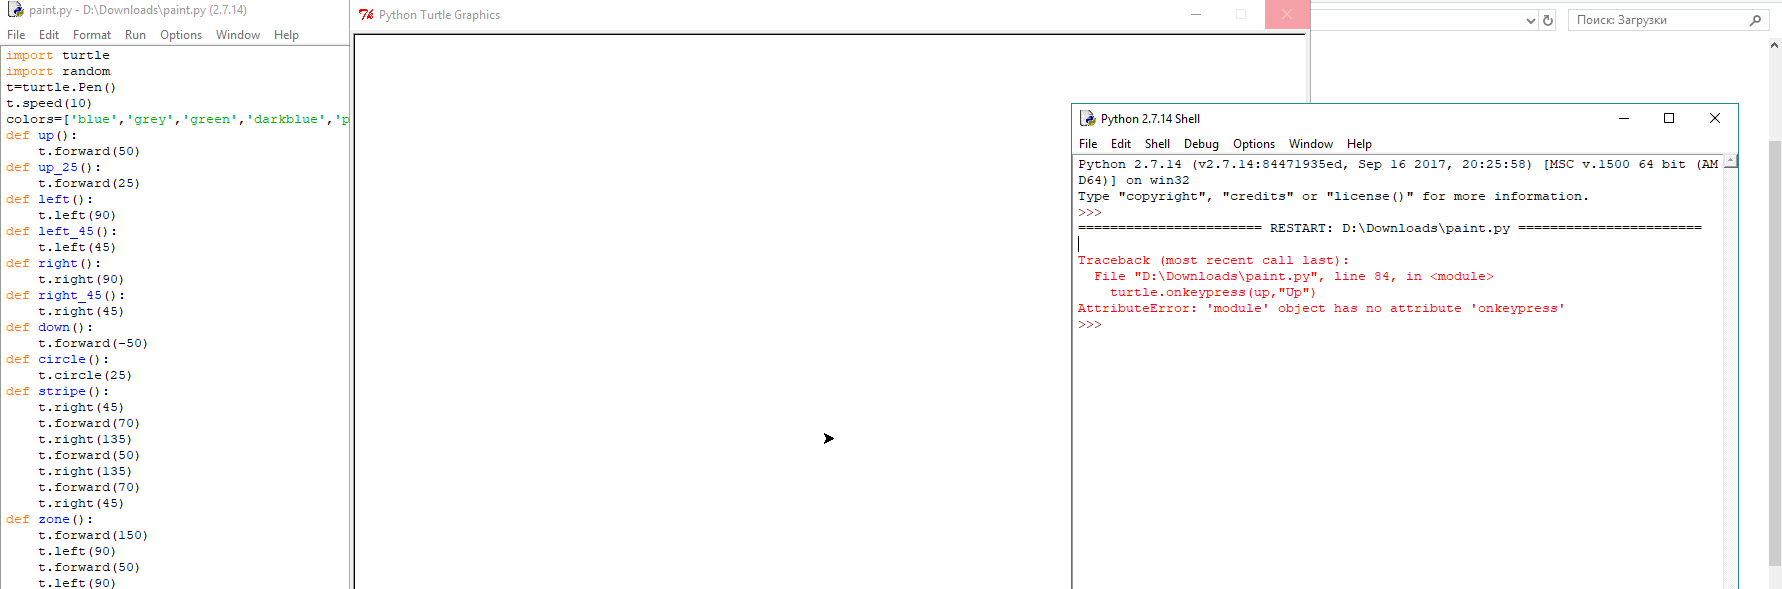 paint.py - D:\Downloads\paint.py (2.7.14)
File Edit Format Run Options Window Help
import turtle
import random
t=turtle.Pen()
t.speed(10)
colors=['blue','grey','green','darkblue','p
def up():
    t.forward(50)
def up_25():
    t.forward(25)
def left():
    t.left(90)
def left_45():
    t.left(45)
def right():
    t.right(90)
def right_45():
    t.right(45)
def down():
    t.forward(-50)
def circle():
    t.circle(25)
def stripe():
    t.right(45)
    t.forward(70)
    t.right(135)
    t.forward(50)
    t.right(135)
    t.forward(70)
    t.right(45)
def zone():
    t.forward(150)
    t.left(90)
    t.forward(50)
    t.left(90)
Python Turtle Graphics
Поиск: Загрузки
Python 2.7.14 Shell
File Edit Shell Debug Options Window Help
Python 2.7.14 (v2.7.14:84471935ed, Sep 16 2017, 20:25:58) [MSC v.1500 64 bit (AM
D64)] on win32
Type "copyright", "credits" or "license()" for more information.
>>>
======================= RESTART: D:\Downloads\paint.py =======================
Traceback (most recent call last):
  File "D:\Downloads\paint.py", line 84, in <module>
    turtle.onkeypress(up,"Up")
AttributeError: 'module' object has no attribute 'onkeypress'
>>>